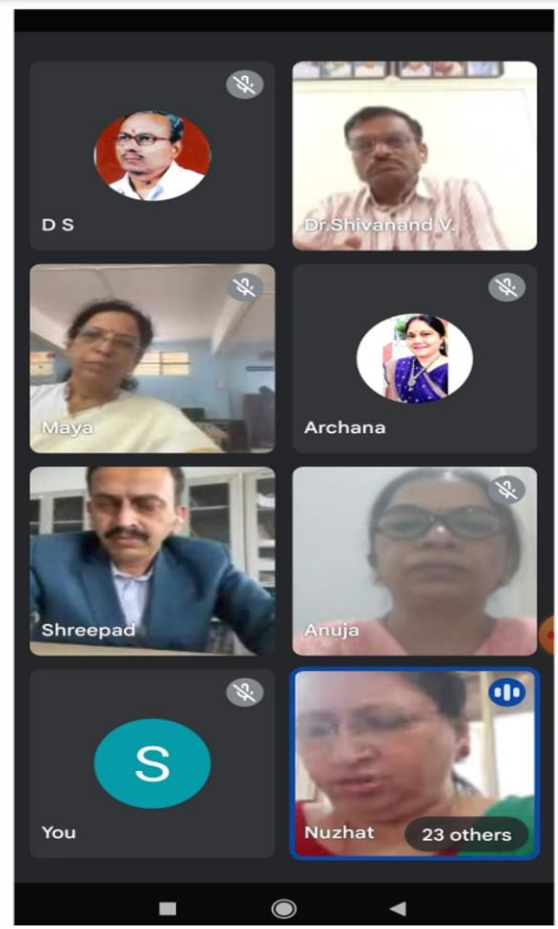 D S
Dr.Shivanand V.
Maya
Archana
Shreepad
Anuja
S
You
Nuzhat
23 others